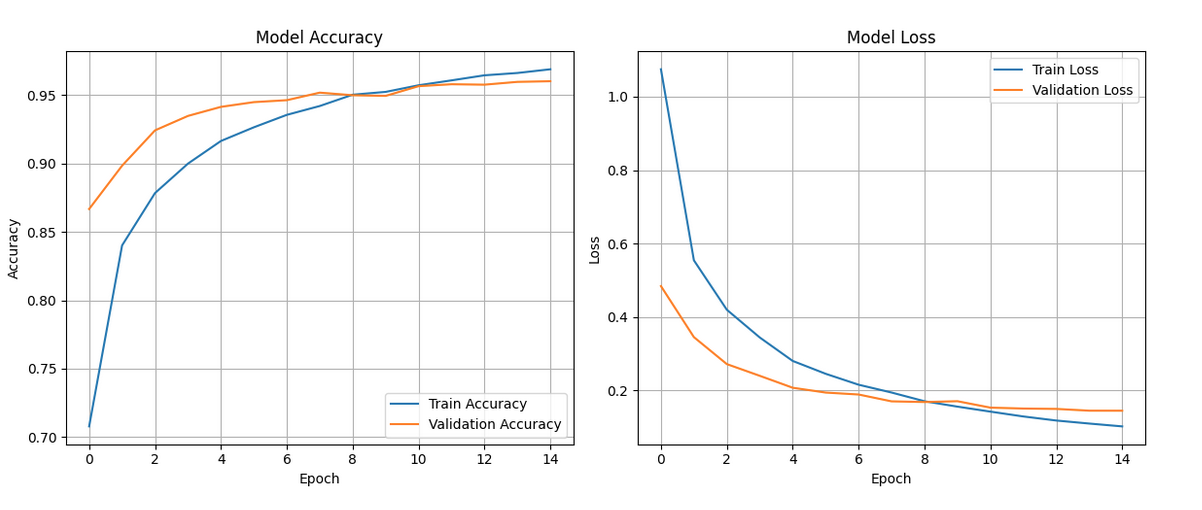 Model Accuracy
0.95
0.90
0.85
0.80
0.75
0.70
Accuracy
Train Accuracy
Validation Accuracy
0 2 4 6 8 10 12 14
Epoch
Model Loss
Train Loss
Validation Loss
1.0
0.8
0.6
0.4
0.2
Loss
0 2 4 6 8 10 12 14
Epoch